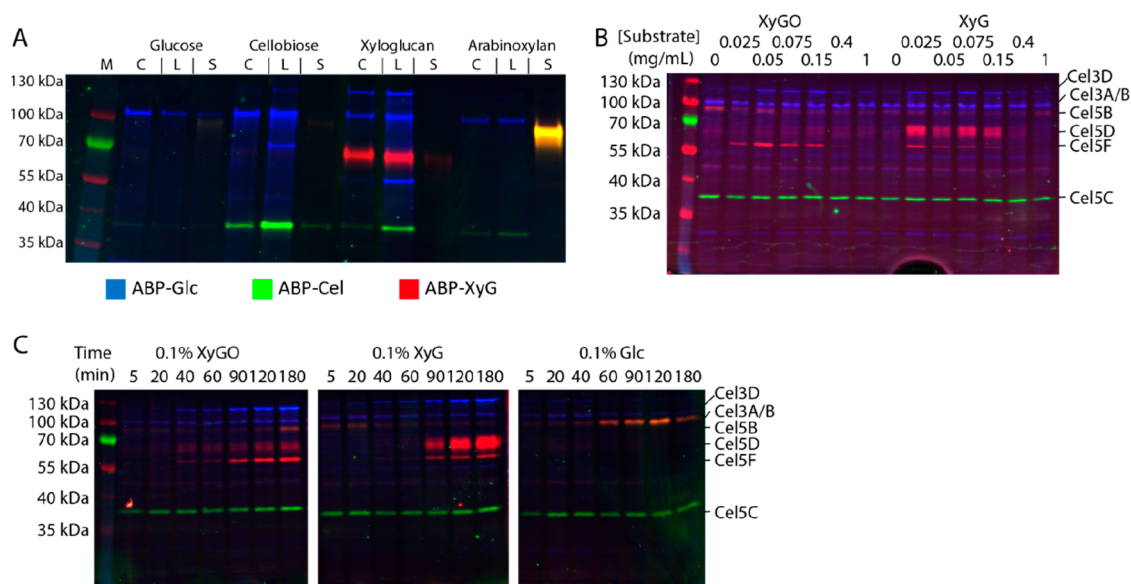 A
Glucose Cellobiose Xyloglucan Arabinoxylan
M C L S C L S C L S C L S
130 kDa
100 kDa
70 kDa
55 kDa
40 kDa
35 kDa
ABP-Glc ABP-Cel ABP-XyG
B
XyGO XyG
[Substrate] 0.025 0.075 0.4 0.025 0.075 0.4
(mg/mL) 0 0.05 0.15 1 0 0.05 0.15 1
130 kDa
100 kDa
70 kDa
55 kDa
40 kDa
35 kDa
Cel3D
Cel3A/B
Cel5B
Cel5D
Cel5F
Cel5C
C
Time 0.1% XyGO 0.1% XyG 0.1% Glc
(min) 5 20 40 60 90 120 180 5 20 40 60 90 120 180 5 20 40 60 90 120 180
130 kDa
100 kDa
70 kDa
55 kDa
40 kDa
35 kDa
Cel3D
Cel3A/B
Cel5B
Cel5D
Cel5F
Cel5C